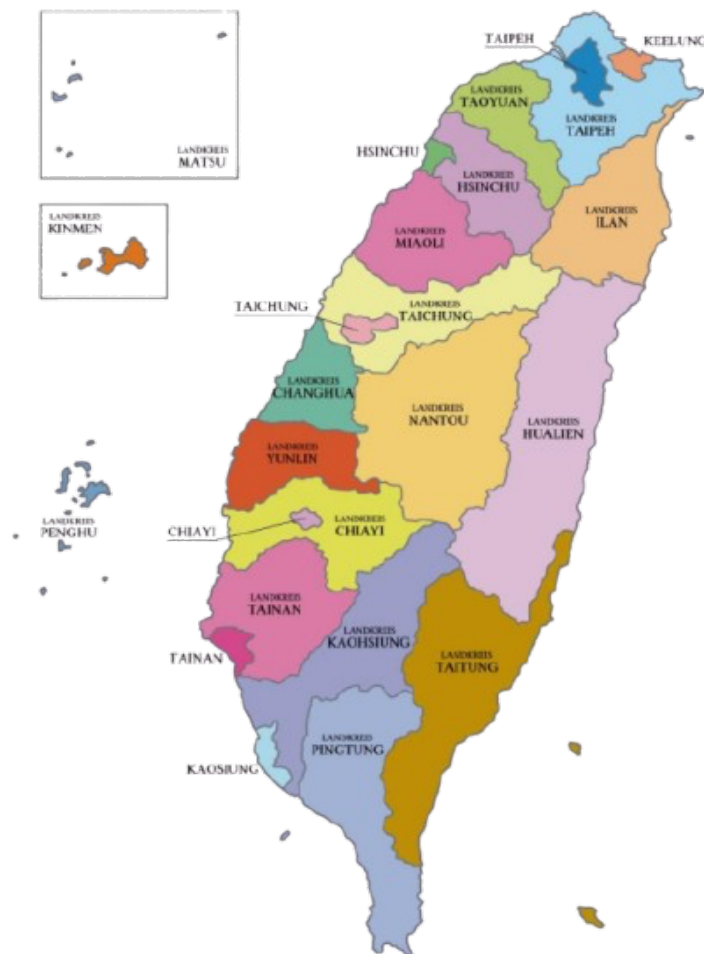 TAIPEH
KEELUNG
LANDKREIS
TAOYUAN
LANDKREIS
TAIPEH
LANDKREIS
MATSU
HSINCHU
LANDKREIS
HSINCHU
LANDKREIS
KINMEN
LANDKREIS
ILAN
LANDKREIS
MIAOLI
TAICHUNG
LANDKREIS
TAICHUNG
LANDKREIS
CHANGHUA
LANDKREIS
NANTOU
LANDKREIS
HUALIEN
LANDKREIS
YUNLIN
LANDKREIS
PENGHU
CHIAYI
LANDKREIS
CHIAYI
LANDKREIS
TAINAN
LANDKREIS
KAOHSIUNG
TAINAN
LANDKREIS
TAITUNG
LANDKREIS
PINGTUNG
KAOSIUNG